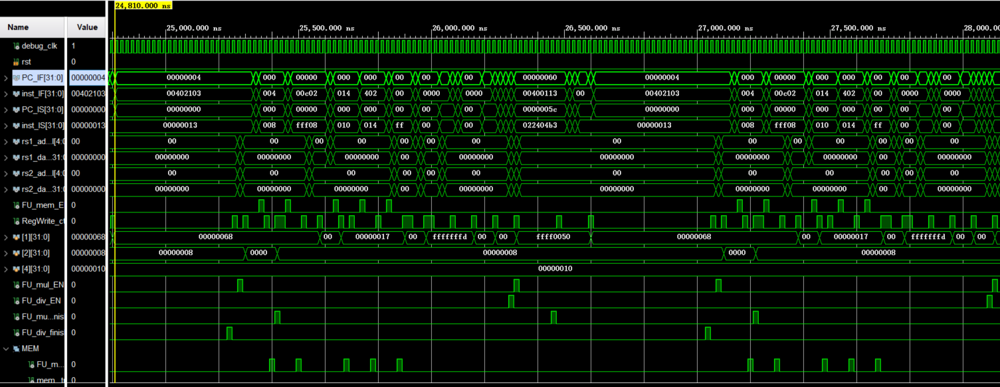 24,810.000 ns
Name Value 25,000.000 ns 25,500.000 ns 26,000.000 ns 26,500.000 ns 27,000.000 ns 27,500.000 ns 28,000.0
debug_clk 1
rst 0
PC_IF[31:0] 00000004 00000004 000 00000 000 000 00 00 00 00000060 00000004 000 00000 000 000 00 00 00
inst_IF[31:0] 00402103 00402103 004 00c02 014 402 00 0000 0000 00400113 00 00402103 004 00c02 014 402 00 0000 0000
PC_IS[31:0] 00000000 00000000 000 00000 000 000 00 00 00 0000005c 00000000 000 00000 000 000 00 00 00
inst_IS[31:0] 00000013 00000013 008 fff08 010 014 ff 00 00 022404b3 00000013 008 fff08 010 014 ff 00 00
rs1_ad...l[4:0 00 00 00 00 00 00 00 00 00 00 00 00 00 00 00
rs1_da...31:0 00000000 00000000 00000000 00000000 00 00000000 00000000 00000000 00000000 00 00000000
rs2_ad...l[4:0 00 00 00 00 00 00 00 00 00 00 00 00 00
rs2_da...31:0 00000000 00000000 00000000 00000000 00 00000000 00000000 00000000 00000000 00 00000000
FU_mem_E 0
RegWrite_ct 0
[1][31:0] 00000068 00000068 00 00000017 00 fffffffd 00 00 ffff0050 00000068 00 00000017 00 fffffffd 00 00
[2][31:0] 00000008 00000008 0000 00000008 0000 00000008
[4][31:0] 00000010 00000010
FU_mul_EN 0
FU_div_EN 0
FU_mu...nis 0
FU_div_finis 0
MEM
FU_m... 0
mem_tr 0